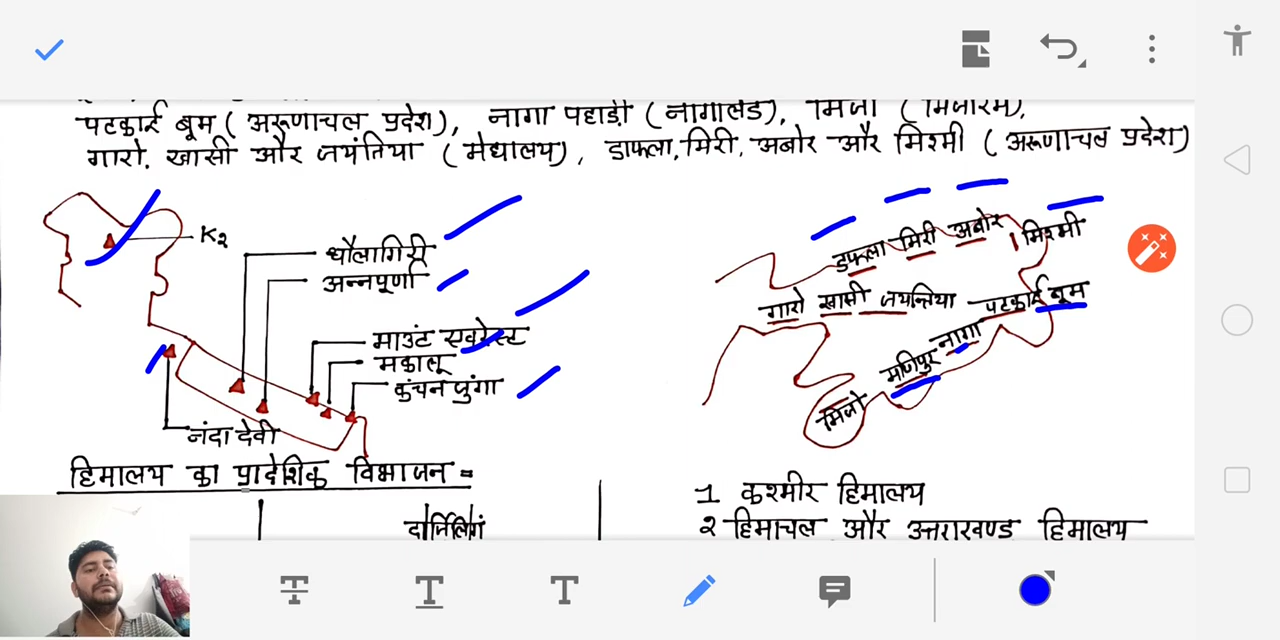 पटकाई बूम ( अरूणाचल प्रदेश), नागा पहाड़ी ( नागालैंड), मिजो ( मिजोरम),
गारो. खासी और जयंतिया ( मेघालय), डाफला, मिरी, अबोर और मिश्मी ( अरूणाचल प्रदेश)
K2
धौलागिरी
अन्नपूर्णा
माउंट एवरेस्ट
मकालू
कुंचनजुंगा
नंदा देवी
डफला मिरी अबोर मिश्मी
गारो खासी जयन्तिया पटकाई बूम
मणिपुर नागा
मिजो
हिमालय का प्रादेशिक विभाजन =
1 कश्मीर हिमालय
दार्जिलिगं
2 हिमाचल और उत्तराखण्ड हिमालय
T T T